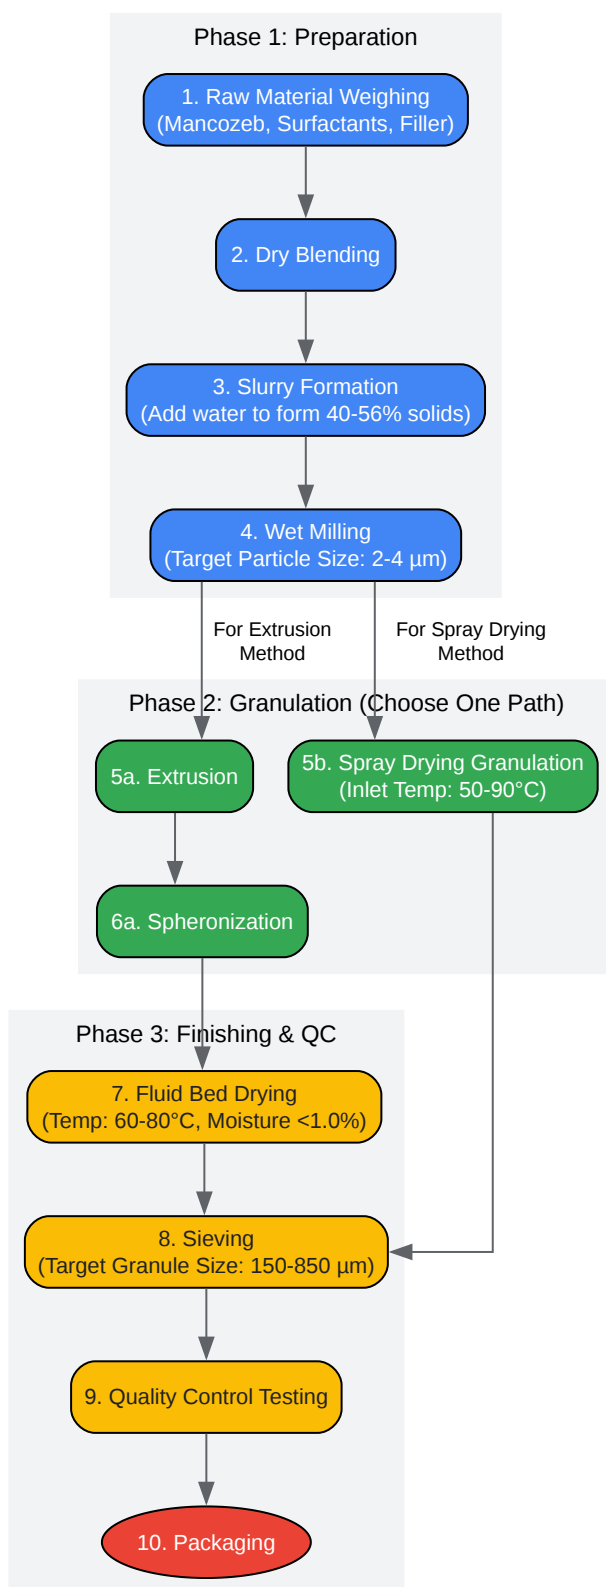 Phase 1: Preparation
1. Raw Material Weighing
(Mancozeb, Surfactants, Filler)
2. Dry Blending
3. Slurry Formation
(Add water to form 40-56% solids)
4. Wet Milling
(Target Particle Size: 2-4 µm)
For Extrusion
Method
For Spray Drying
Method
Phase 2: Granulation (Choose One Path)
5a. Extrusion
5b. Spray Drying Granulation
(Inlet Temp: 50-90°C)
6a. Spheronization
Phase 3: Finishing & QC
7. Fluid Bed Drying
(Temp: 60-80°C, Moisture <1.0%)
8. Sieving
(Target Granule Size: 150-850 µm)
9. Quality Control Testing
10. Packaging